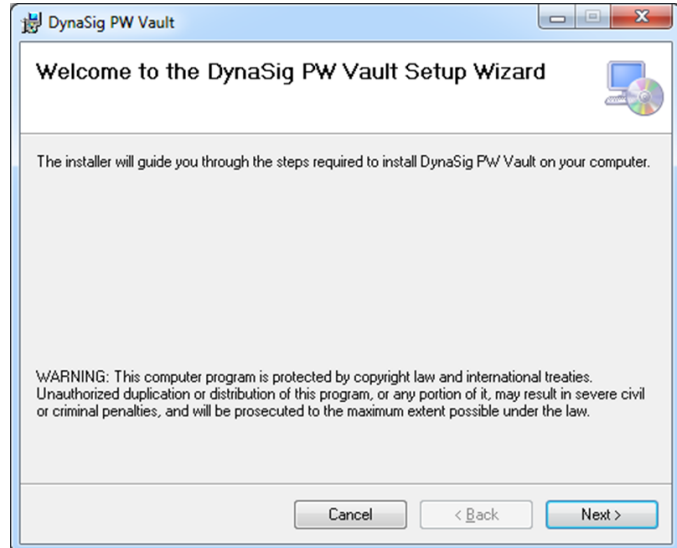 DynaSig PW Vault
Welcome to the DynaSig PW Vault Setup Wizard
The installer will guide you through the steps required to install DynaSig PW Vault on your computer.
WARNING: This computer program is protected by copyright law and international treaties.
Unauthorized duplication or distribution of this program, or any portion of it, may result in severe civil
or criminal penalties, and will be prosecuted to the maximum extent possible under the law.
Cancel < Back Next >